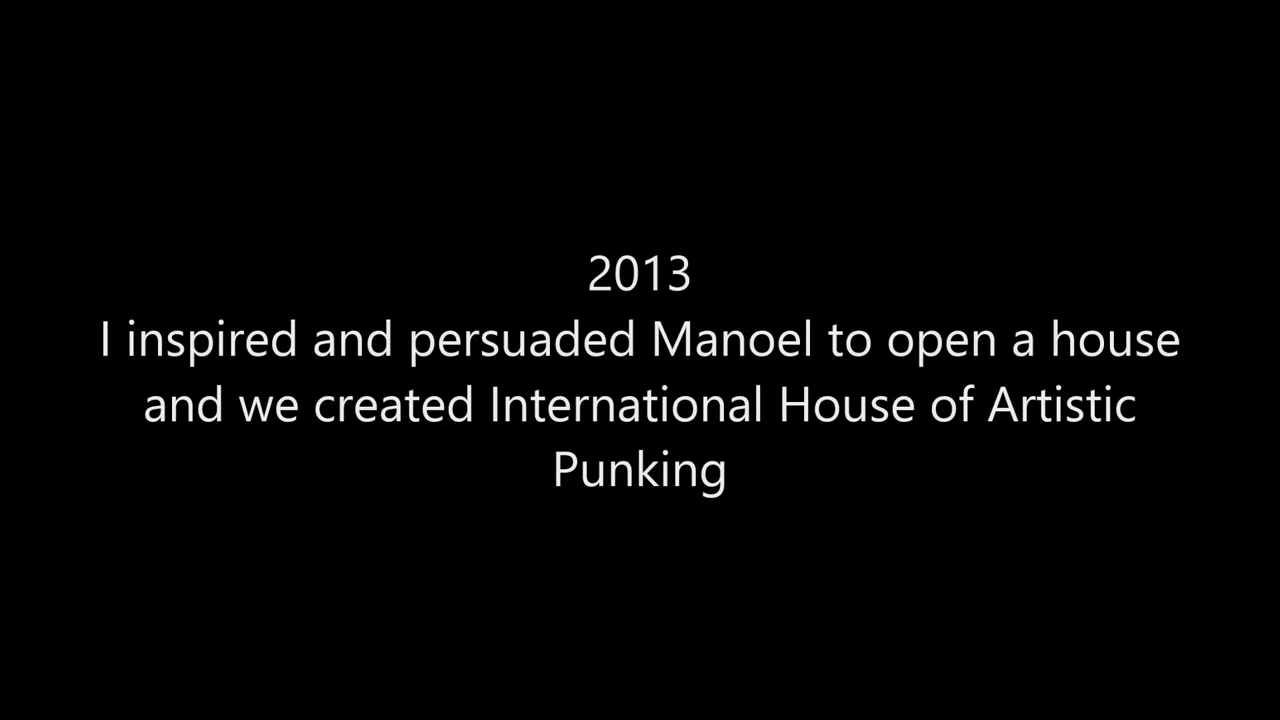 2013
I inspired and persuaded Manoel to open a house
and we created International House of Artistic
Punking